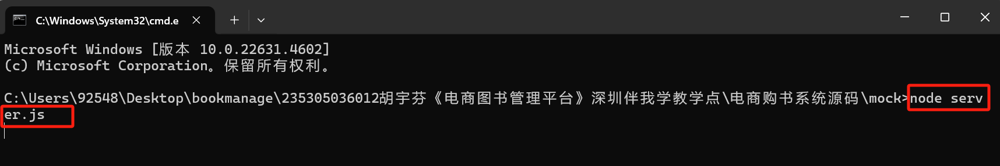 C:\Windows\System32\cmd.e
Microsoft Windows [版本 10.0.22631.4602]
(c) Microsoft Corporation。保留所有权利。
C:\Users\92548\Desktop\bookmanage\235305036012胡宇芬《电商图书管理平台》深圳伴我学教学点\电商购书系统源码\mock>node serv
er.js